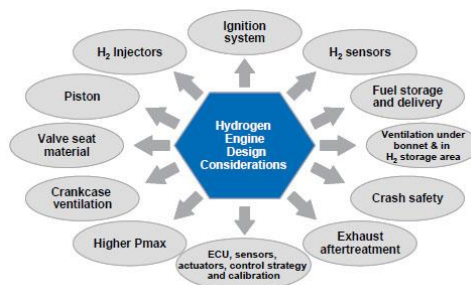 Ignition
system
H₂ Injectors
H₂ sensors
Piston
Fuel storage
and delivery
Valve seat
material
Hydrogen
Engine
Design
Considerations
Ventilation under
bonnet & in
H₂ storage area
Crankcase
ventilation
Crash safety
Higher Pmax
ECU, sensors,
actuators, control strategy
and calibration
Exhaust
aftertreatment